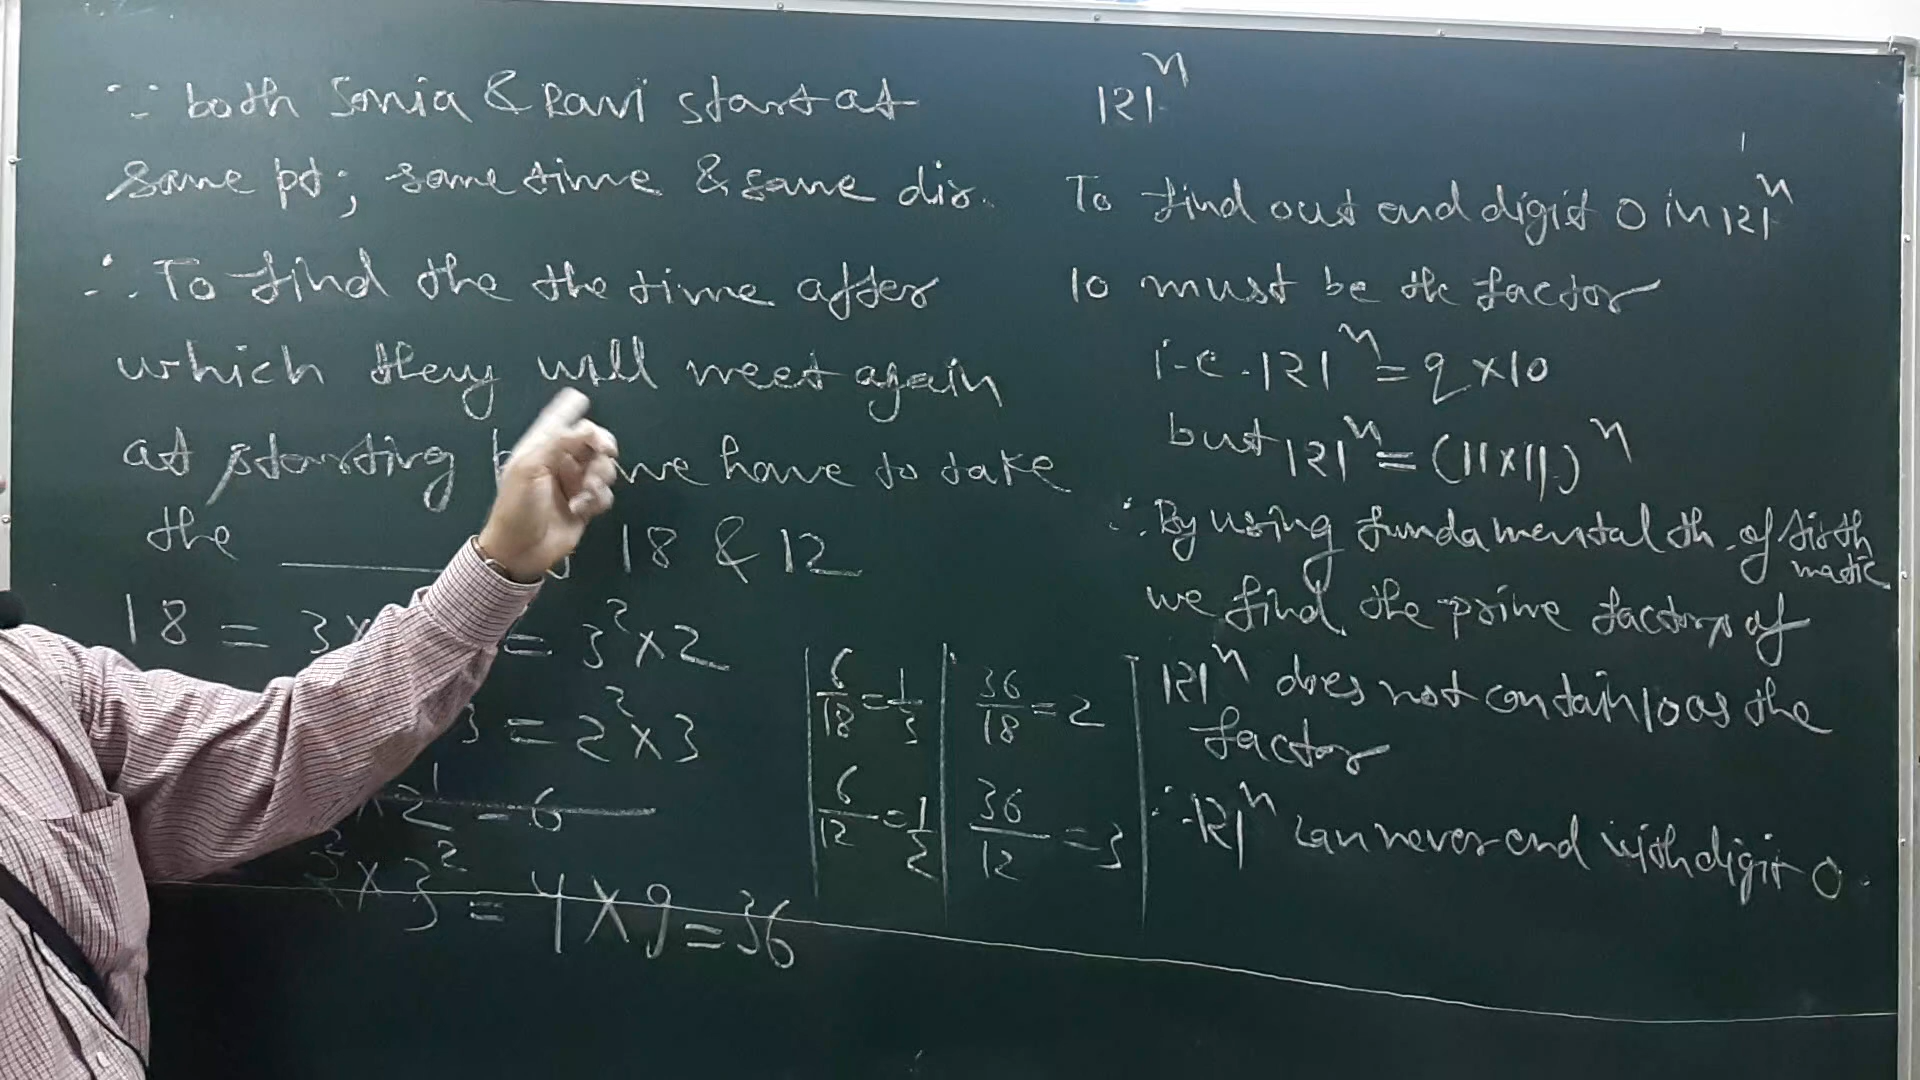 ∵ both Sonia & Ravi start at
same pt; same time & same dir.
∴ To find the the time after
which they will meet again
at starting we have to take
the ______ 18 & 12
18 = 3 × = 3² × 2
3 = 2² × 3
× 2¹ = 6
2² × 3² = 4 × 9 = 36
6/18 = 1/3
6/12 = 1/2
36/18 = 2
36/12 = 3
121ⁿ
To find out end digit 0 in 121ⁿ
10 must be the factor
i.e. 121ⁿ = q × 10
but 121ⁿ = (11×11)ⁿ
∴ By using fundamental th. of
we find the prime factors of
121ⁿ does not contain 10 as the
factor
∴ 121ⁿ can never end with digit 0.